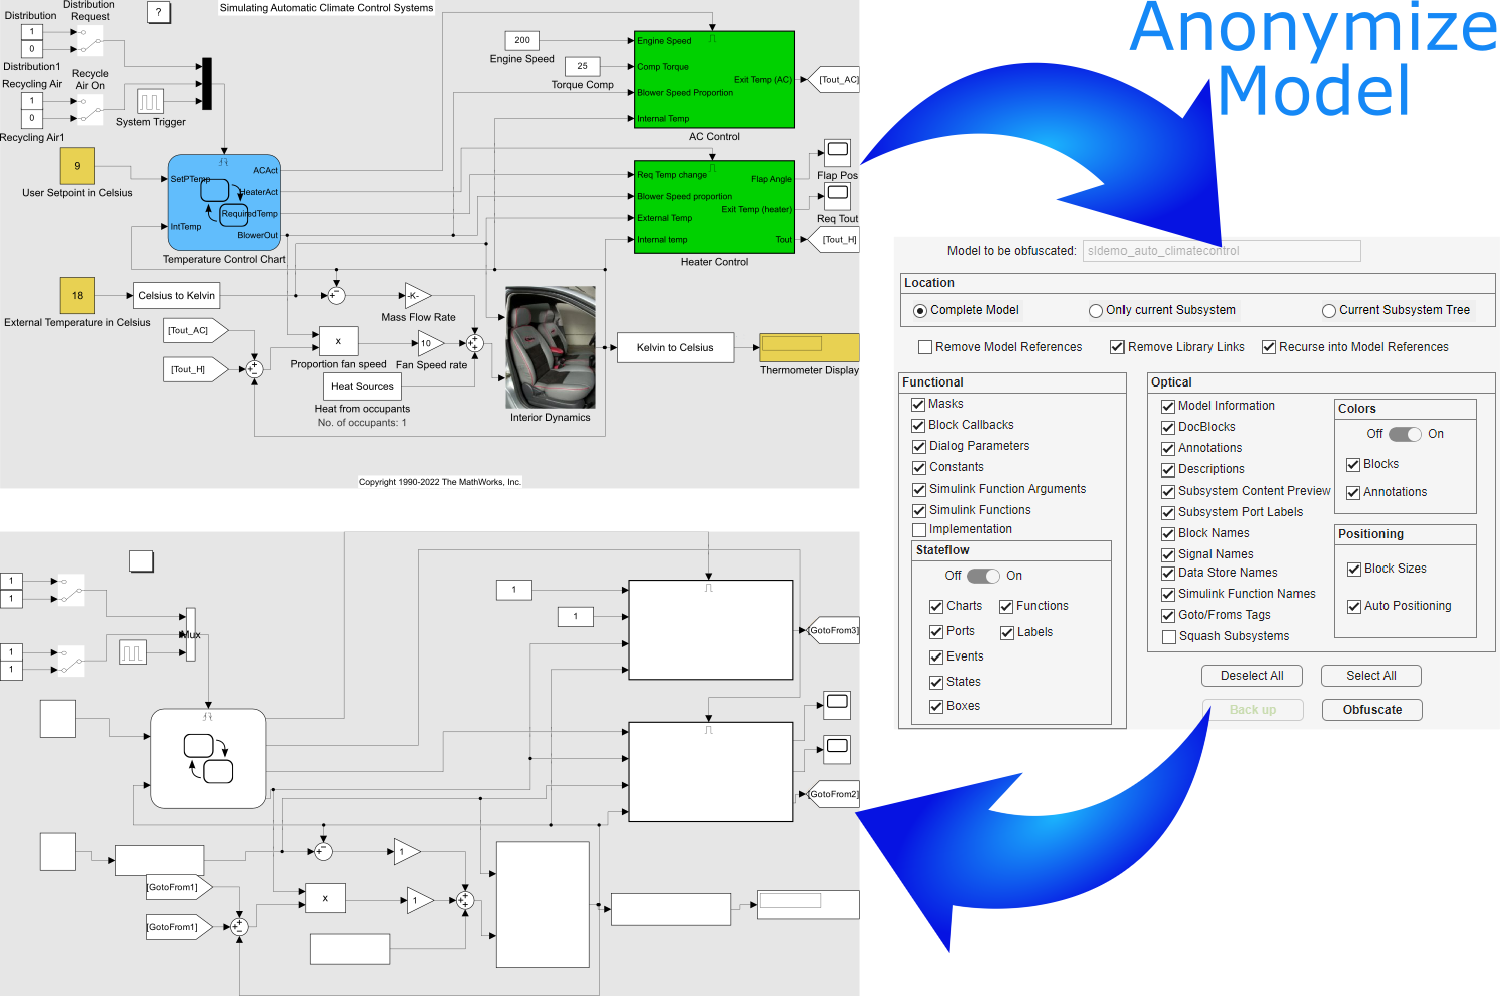 Simulating Automatic Climate Control Systems
Distribution
Distribution
Request
?
1
0
Distribution1
Recycling Air
Recycle
Air On
1
0
Recycling Air1
System Trigger
9
User Setpoint in Celsius
SetPTemp
IntTemp
ACAct
HeaterAct
RequiredTemp
BlowerOut
Temperature Control Chart
18
External Temperature in Celsius
Celsius to Kelvin
[Tout_AC]
[Tout_H]
x
Proportion fan speed
Heat Sources
Heat from occupants
No. of occupants: 1
-K-
Mass Flow Rate
10
Fan Speed rate
200
Engine Speed
25
Torque Comp
Engine Speed
Comp Torque
Blower Speed Proportion
Internal Temp
Exit Temp (AC)
AC Control
[Tout_AC]
Req Temp change
Blower Speed proportion
External Temp
Internal temp
Flap Angle
Exit Temp (heater)
Tout
Heater Control
Flap Pos
Req Tout
[Tout_H]
Interior Dynamics
Kelvin to Celsius
Thermometer Display
Copyright 1990-2022 The MathWorks, Inc.
Anonymize
Model
Model to be obfuscated:
sldemo_auto_climatecontrol
Location
Complete Model
Only current Subsystem
Current Subsystem Tree
Remove Model References
Remove Library Links
Recurse into Model References
Functional
Masks
Block Callbacks
Dialog Parameters
Constants
Simulink Function Arguments
Simulink Functions
Implementation
Stateflow
Off
On
Charts
Functions
Ports
Labels
Events
States
Boxes
Optical
Model Information
DocBlocks
Annotations
Descriptions
Subsystem Content Preview
Subsystem Port Labels
Block Names
Signal Names
Data Store Names
Simulink Function Names
Goto/Froms Tags
Squash Subsystems
Colors
Off
On
Blocks
Annotations
Positioning
Block Sizes
Auto Positioning
Deselect All
Select All
Back up
Obfuscate
1
1
1
1
Mux
1
1
[GotoFrom3]
[GotoFrom2]
[GotoFrom1]
[GotoFrom1]
x
1
1